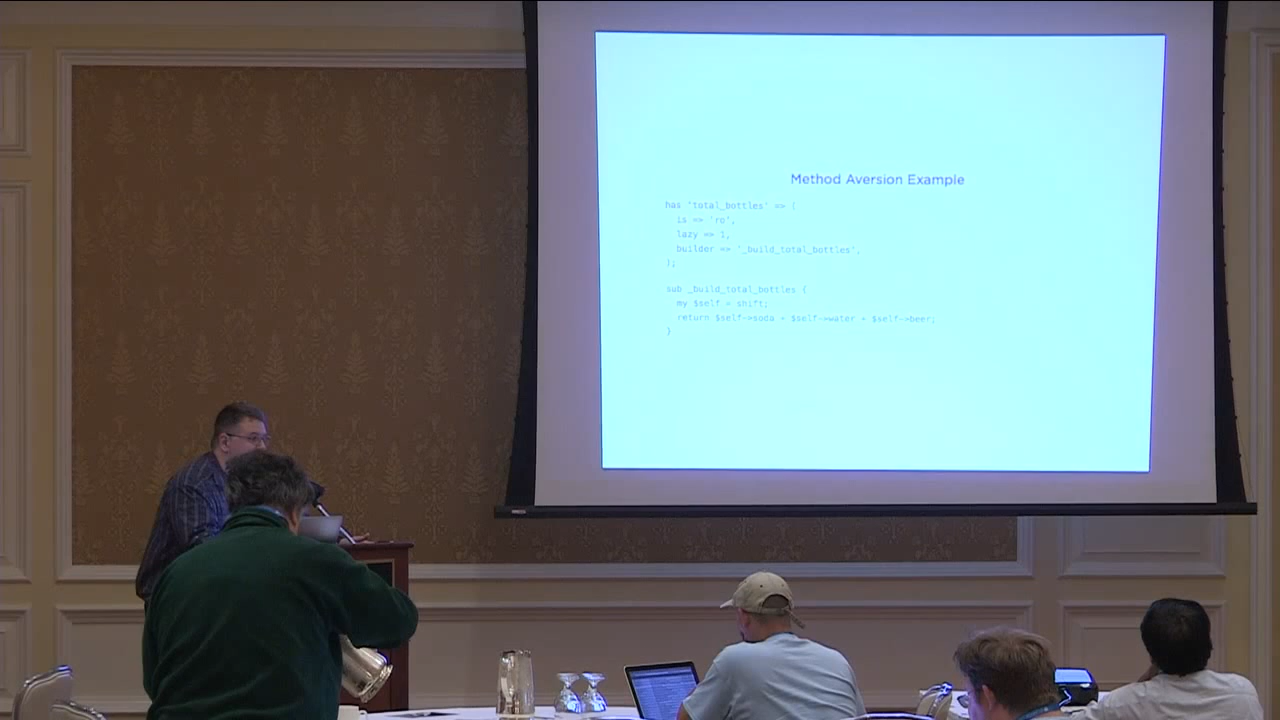 Method Aversion Example
has 'total_bottles' => (
is => 'ro',
lazy => 1,
builder => '_build_total_bottles',
);
sub _build_total_bottles {
my $self = shift;
return $self->soda + $self->water + $self->beer;
}